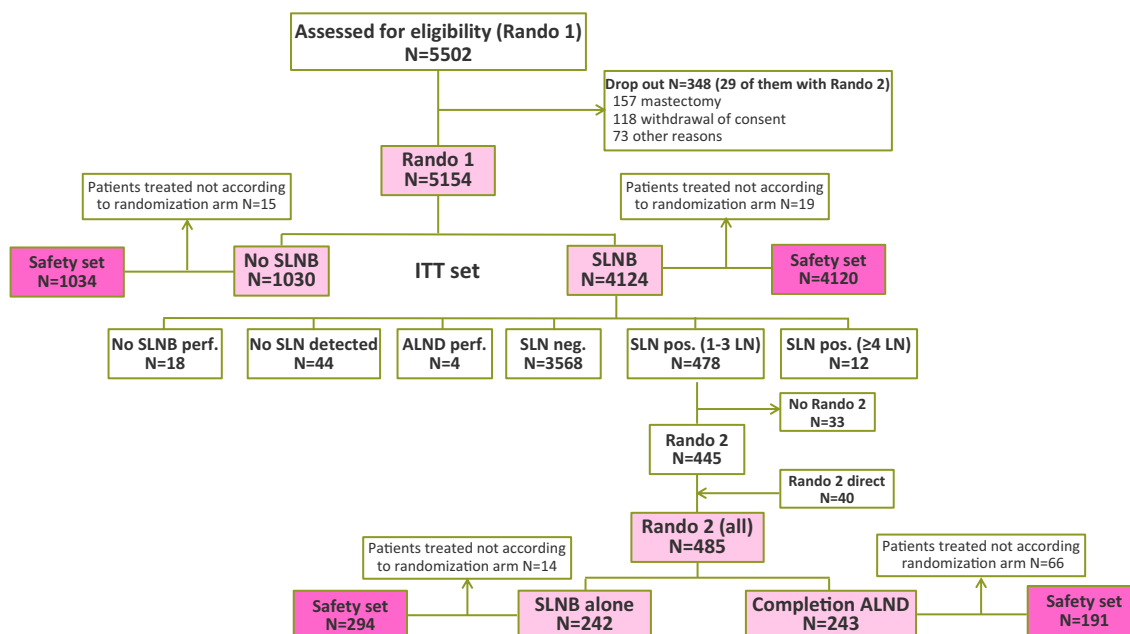 Assessed for eligibility (Rando 1)
N=5502
Drop out N=348 (29 of them with Rando 2)
157 mastectomy
118 withdrawal of consent
73 other reasons
Rando 1
N=5154
Patients treated not according
to randomization arm N=15
Patients treated not according
to randomization arm N=19
Safety set
N=1034
No SLNB
N=1030
ITT set
SLNB
N=4124
Safety set
N=4120
No SLNB perf.
N=18
No SLN detected
N=44
ALND perf.
N=4
SLN neg.
N=3568
SLN pos. (1-3 LN)
N=478
SLN pos. (≥4 LN)
N=12
No Rando 2
N=33
Rando 2
N=445
Rando 2 direct
N=40
Rando 2 (all)
N=485
Patients treated not according
to randomization arm N=14
Patients treated not according
randomization arm N=66
Safety set
N=294
SLNB alone
N=242
Completion ALND
N=243
Safety set
N=191